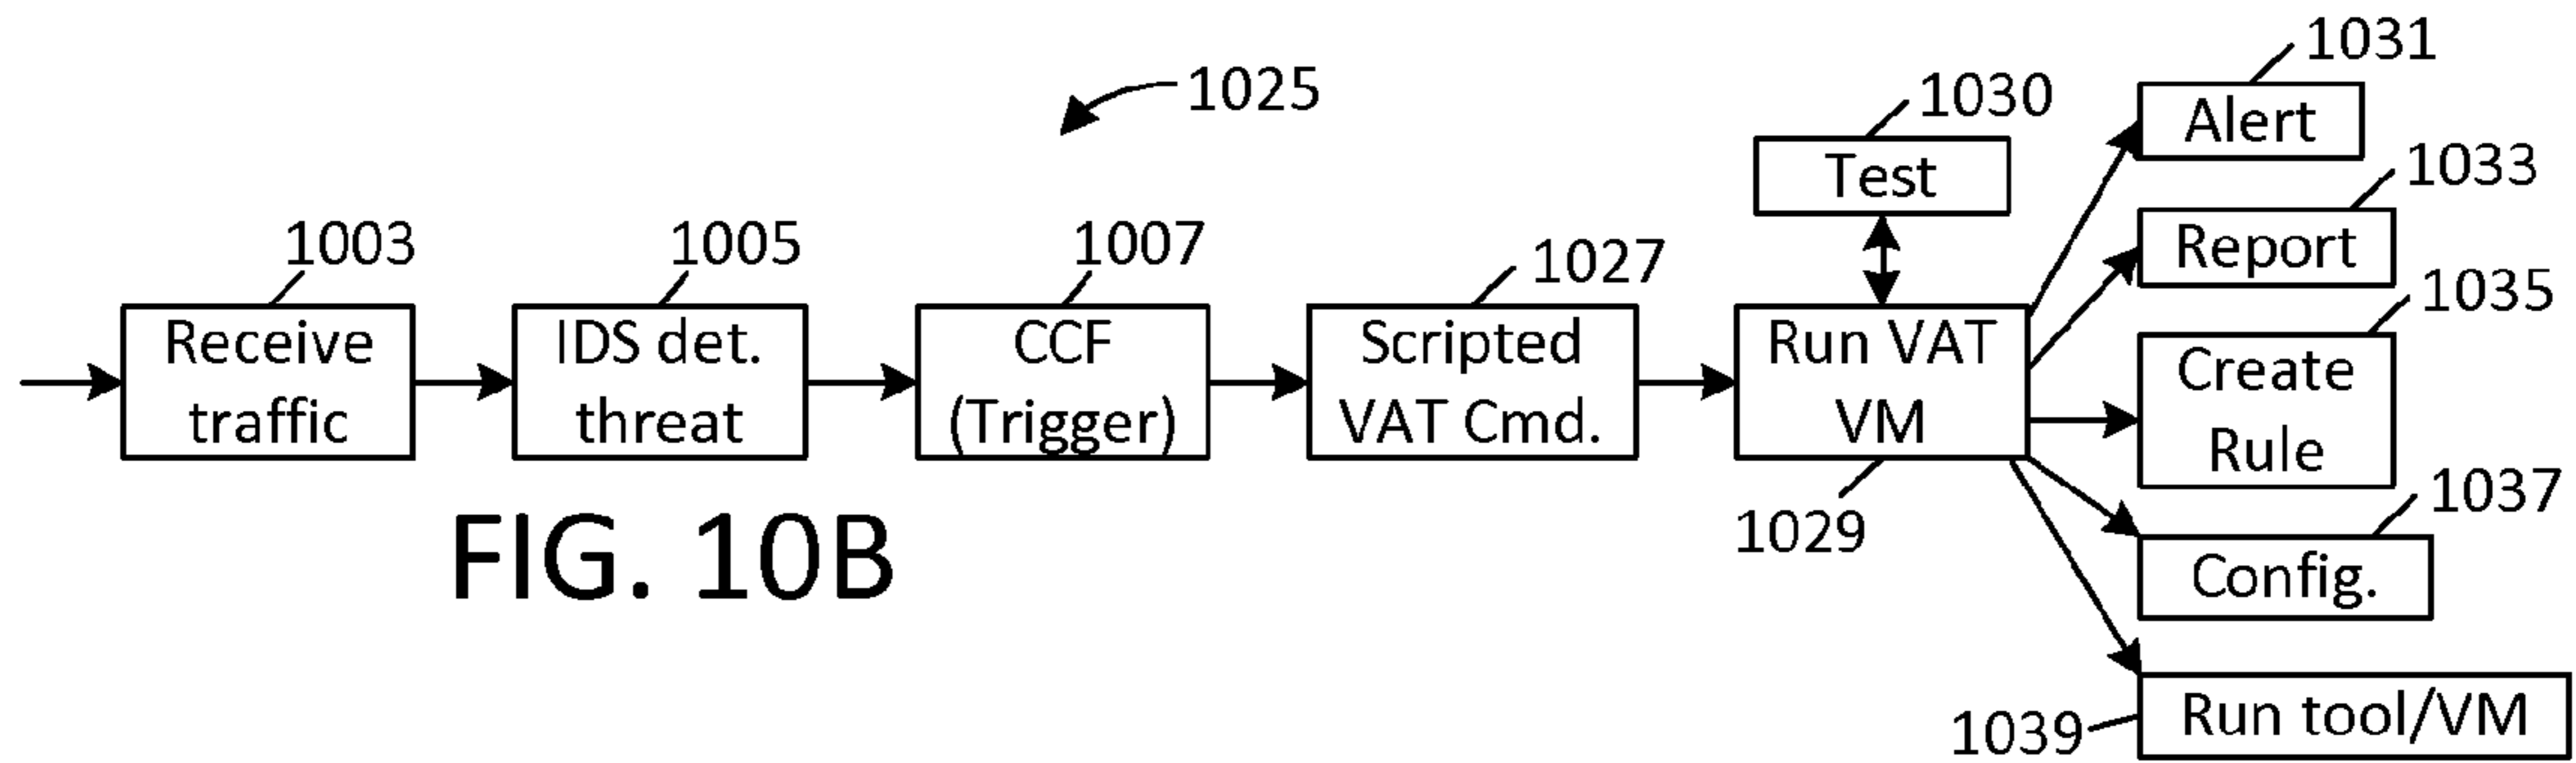 1031
1025
1030
Alert
Test
1033
1003
1005
1007
1027
Report
1035
Receive
traffic
IDS det.
threat
CCF
(Trigger)
Scripted
VAT Cmd.
Run VAT
VM
Create
Rule
1037
1029
FIG. 10B
Config.
1039
Run tool/VM